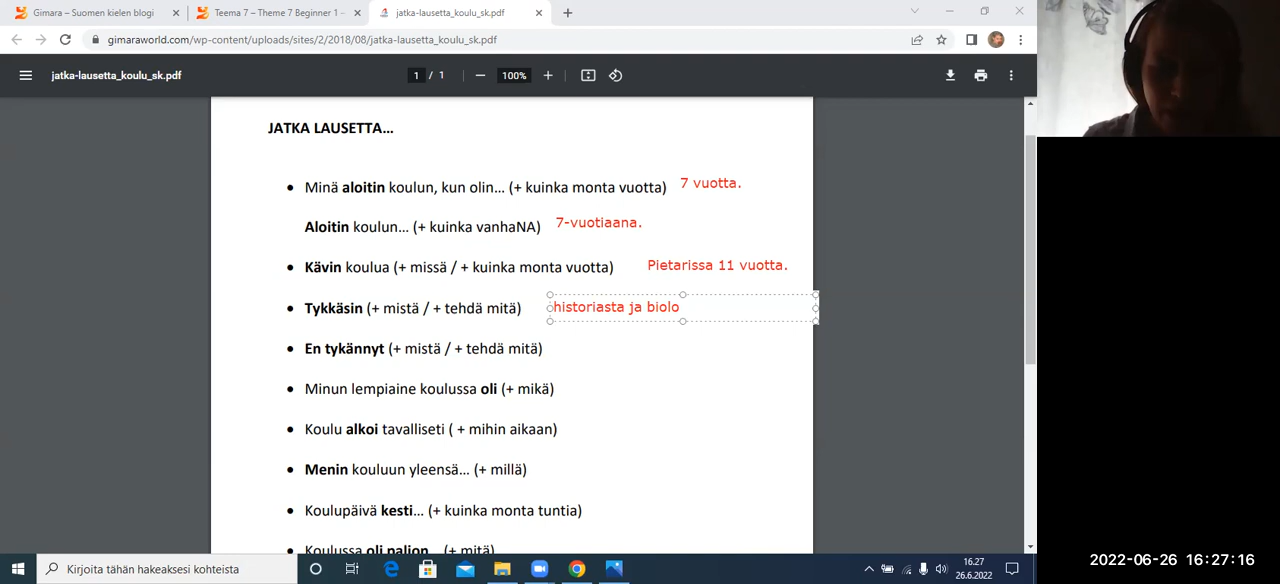 Gimara – Suomen kielen blogi
Teema 7 – Theme 7 Beginner 1 –
jatka-lausetta_koulu_sk.pdf
gimaraworld.com/wp-content/uploads/sites/2/2018/08/jatka-lausetta_koulu_sk.pdf
jatka-lausetta_koulu_sk.pdf 1 / 1 100%
JATKA LAUSETTA...
Minä aloitin koulun, kun olin... (+ kuinka monta vuotta) 7 vuotta.
Aloitin koulun... (+ kuinka vanhaNA) 7-vuotiaana.
Kävin koulua (+ missä / + kuinka monta vuotta) Pietarissa 11 vuotta.
Tykkäsin (+ mistä / + tehdä mitä) historiasta ja biolo
En tykännyt (+ mistä / + tehdä mitä)
Minun lempiaine koulussa oli (+ mikä)
Koulu alkoi tavalliseti ( + mihin aikaan)
Menin kouluun yleensä... (+ millä)
Koulupäivä kesti... (+ kuinka monta tuntia)
Koulussa oli paljon... (+ mitä)
Kirjoita tähän hakeaksesi kohteista
16.27
26.6.2022
2022-06-26 16:27:16